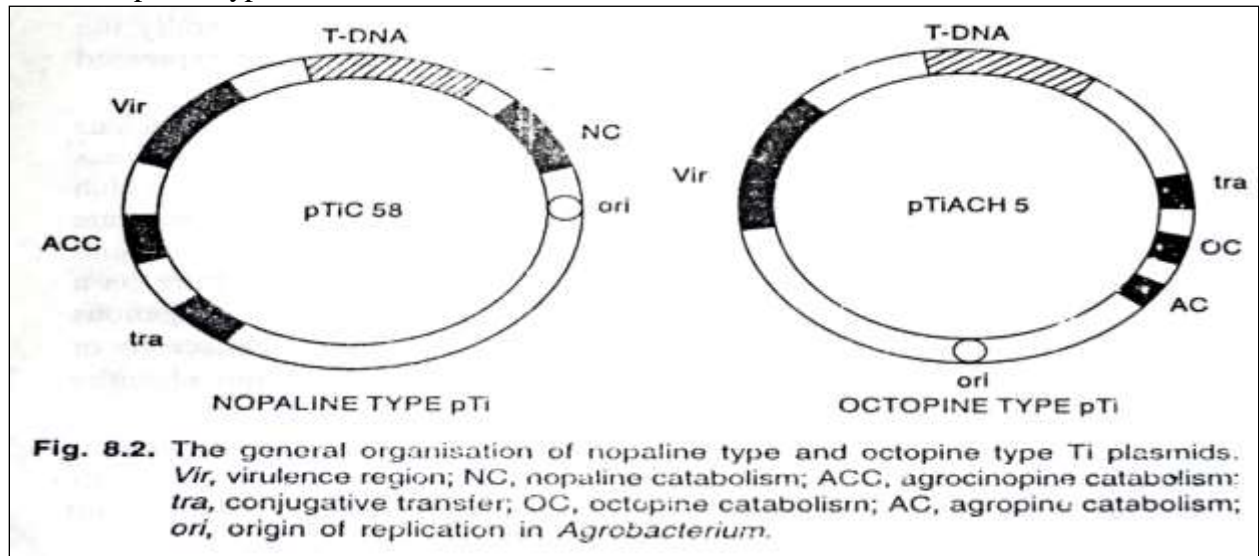 T-DNA
Vir
NC
pTiC 58
ori
ACC
tra
NOPALINE TYPE pTi
T-DNA
Vir
tra
pTiACH 5
OC
AC
ori
OCTOPINE TYPE pTi
Fig. 8.2. The general organisation of nopaline type and octopine type Ti plasmids.
Vir, virulence region; NC, nopaline catabolism; ACC, agrocinopine catabolism;
tra, conjugative transfer; OC, octopine catabolism; AC, agropine catabolism;
ori, origin of replication in Agrobacterium.